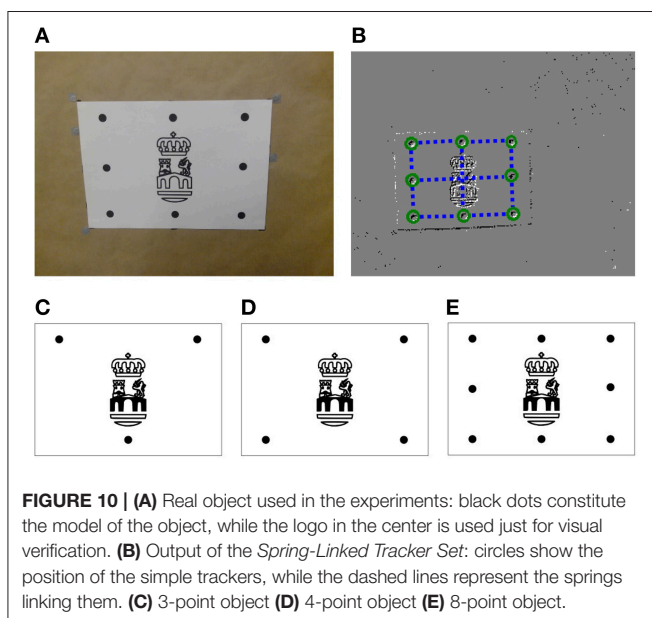 A
B
C
D
E
FIGURE 10 | (A) Real object used in the experiments: black dots constitute
the model of the object, while the logo in the center is used just for visual
verification. (B) Output of the Spring-Linked Tracker Set: circles show the
position of the simple trackers, while the dashed lines represent the springs
linking them. (C) 3-point object (D) 4-point object (E) 8-point object.